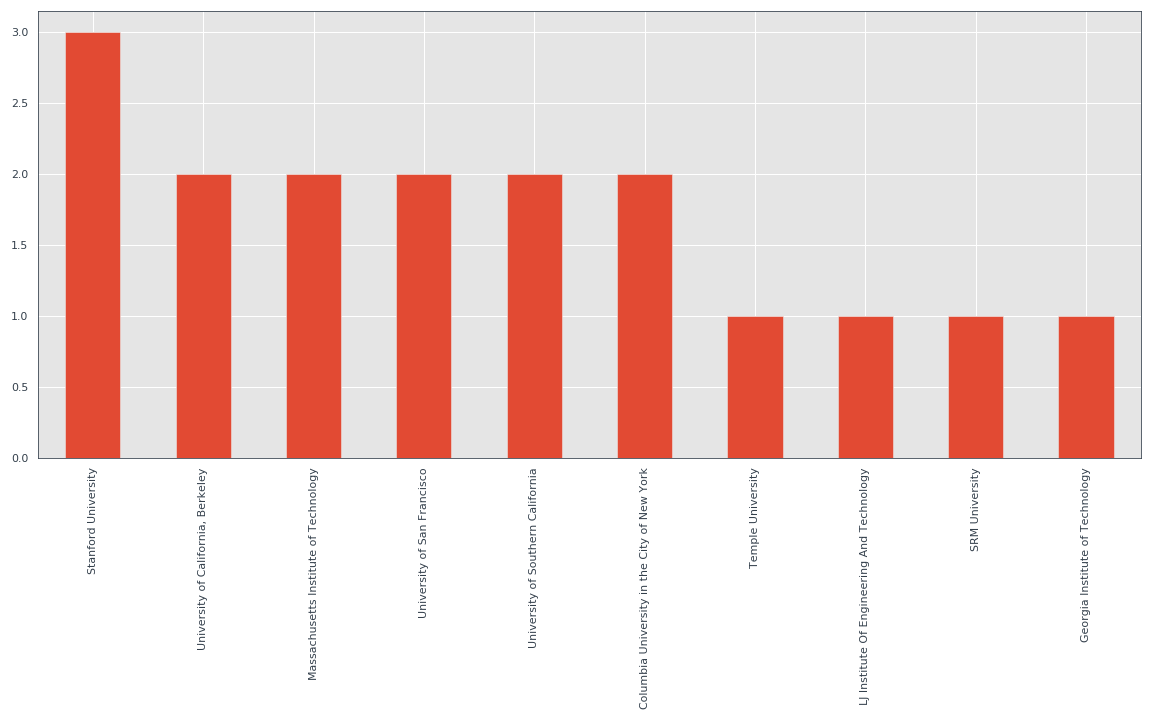 3.0
2.5
2.0
1.5
1.0
0.5
0.0
Stanford University
University of California, Berkeley
Massachusetts Institute of Technology
University of San Francisco
University of Southern California
Columbia University in the City of New York
Temple University
LJ Institute Of Engineering And Technology
SRM University
Georgia Institute of Technology